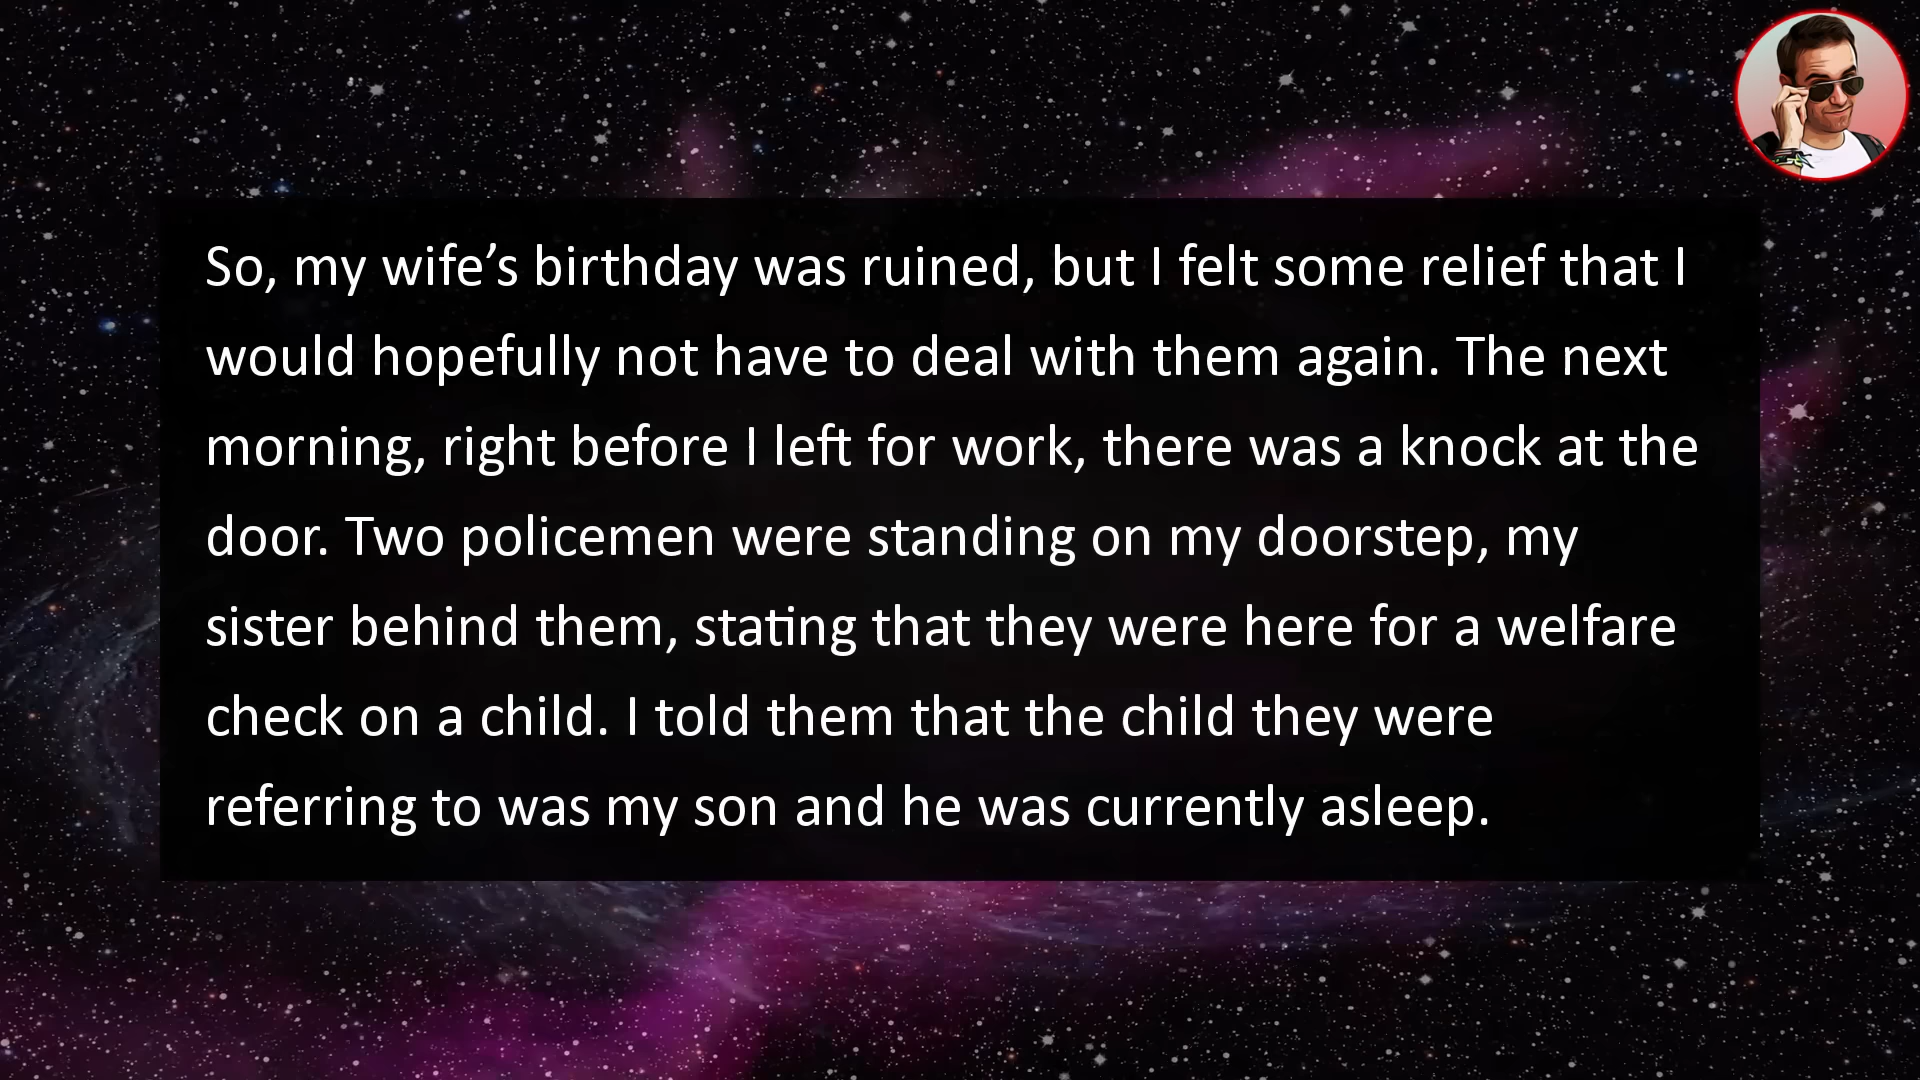 So, my wife’s birthday was ruined, but I felt some relief that I
would hopefully not have to deal with them again. The next
morning, right before I left for work, there was a knock at the
door. Two policemen were standing on my doorstep, my
sister behind them, stating that they were here for a welfare
check on a child. I told them that the child they were
referring to was my son and he was currently asleep.